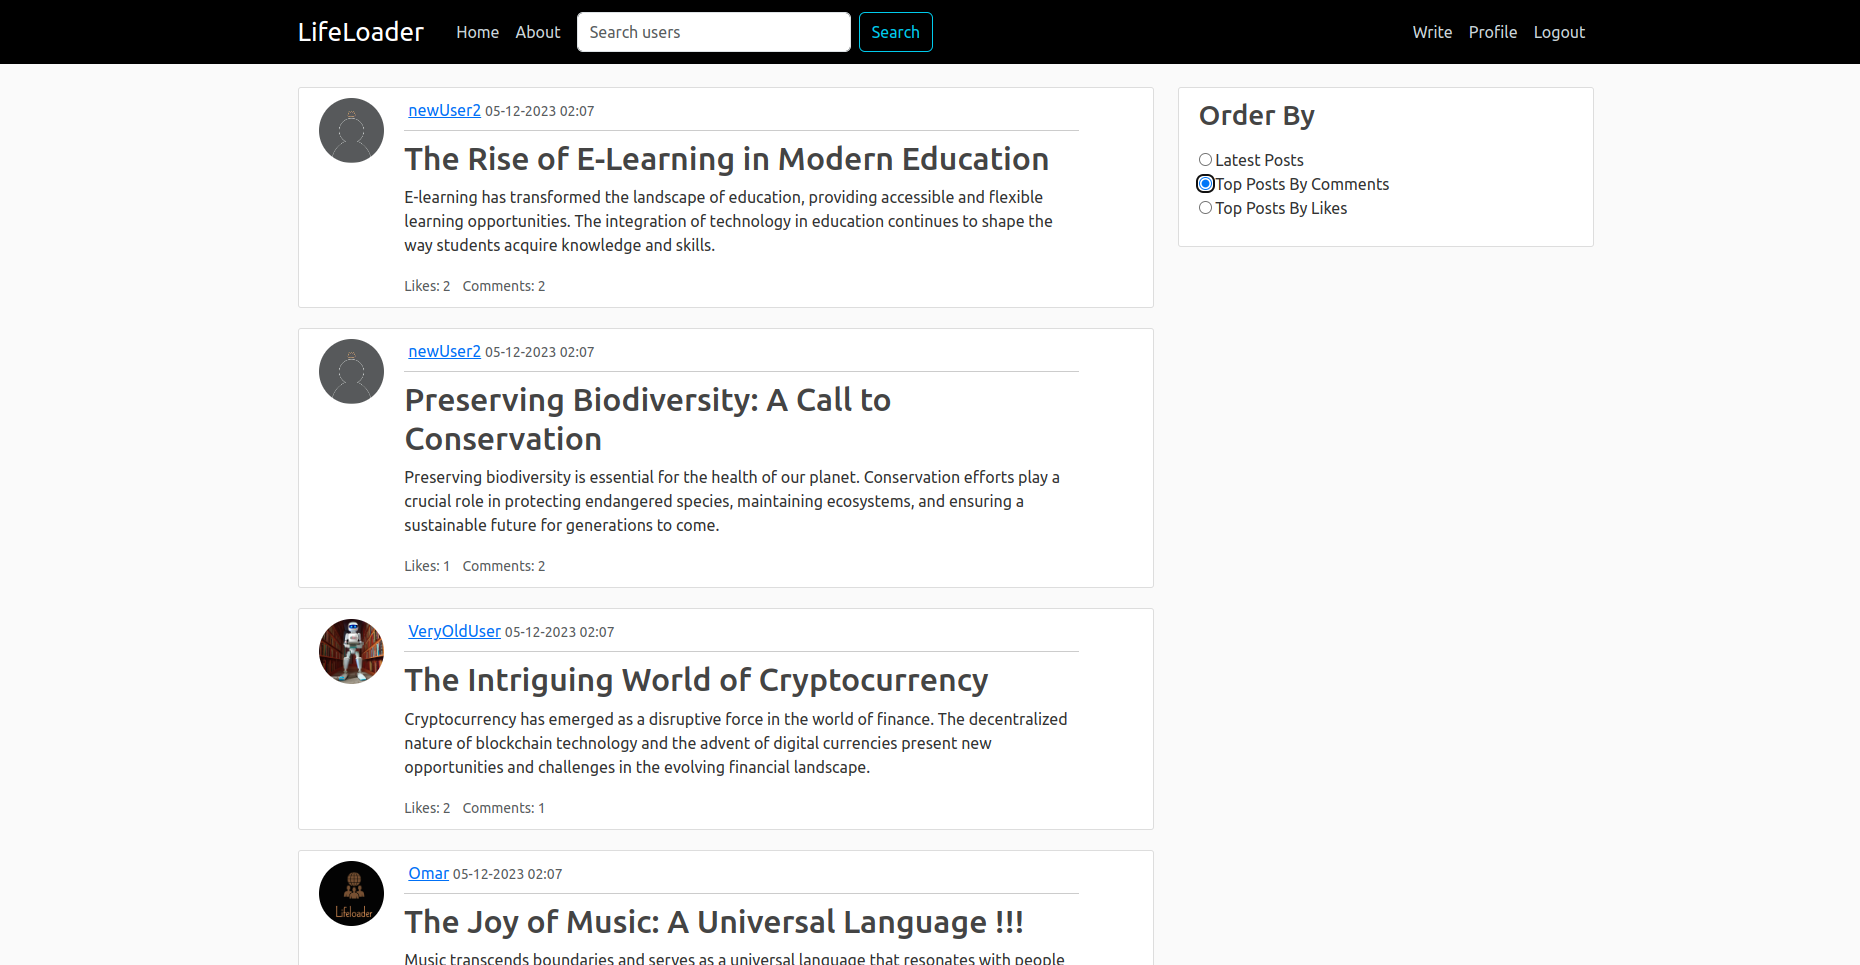 LifeLoader Home About Search users Search Write Profile Logout
newUser2 05-12-2023 02:07
The Rise of E-Learning in Modern Education
E-learning has transformed the landscape of education, providing accessible and flexible
learning opportunities. The integration of technology in education continues to shape the
way students acquire knowledge and skills.
Likes: 2 Comments: 2
newUser2 05-12-2023 02:07
Preserving Biodiversity: A Call to
Conservation
Preserving biodiversity is essential for the health of our planet. Conservation efforts play a
crucial role in protecting endangered species, maintaining ecosystems, and ensuring a
sustainable future for generations to come.
Likes: 1 Comments: 2
VeryOldUser 05-12-2023 02:07
The Intriguing World of Cryptocurrency
Cryptocurrency has emerged as a disruptive force in the world of finance. The decentralized
nature of blockchain technology and the advent of digital currencies present new
opportunities and challenges in the evolving financial landscape.
Likes: 2 Comments: 1
Lifeloader
Omar 05-12-2023 02:07
The Joy of Music: A Universal Language !!!
Music transcends boundaries and serves as a universal language that resonates with people
Order By
Latest Posts
Top Posts By Comments
Top Posts By Likes